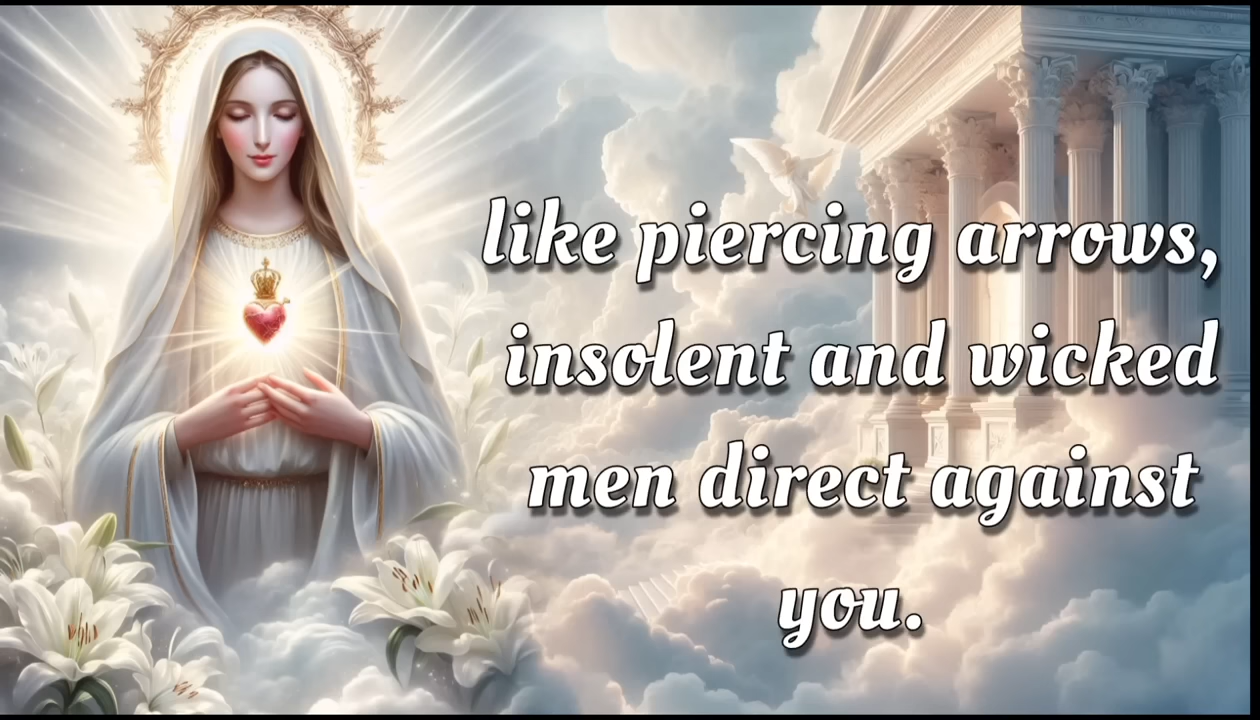 like piercing arrows,
insolent and wicked
men direct against
you.